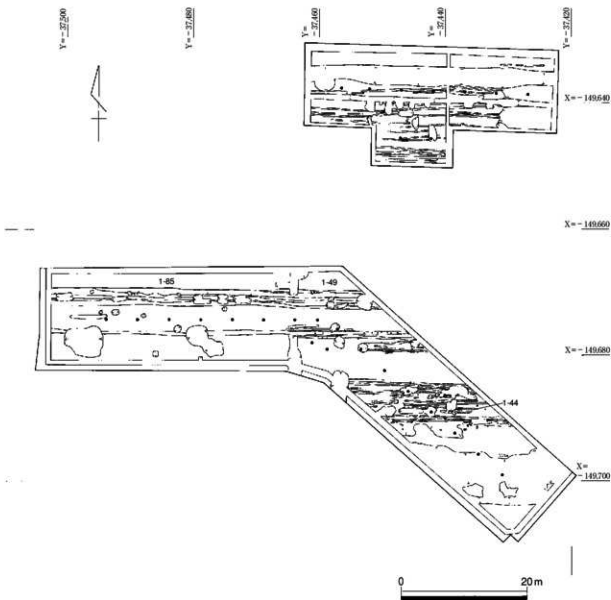 Y=-37,500
Y=-37,480
Y=
-37,460
Y=
-37,440
Y=
-37,420
X=-149,640
X=-149,660
1-85
1-49
X=-149,680
1-44
X=
-149,700
0
20m